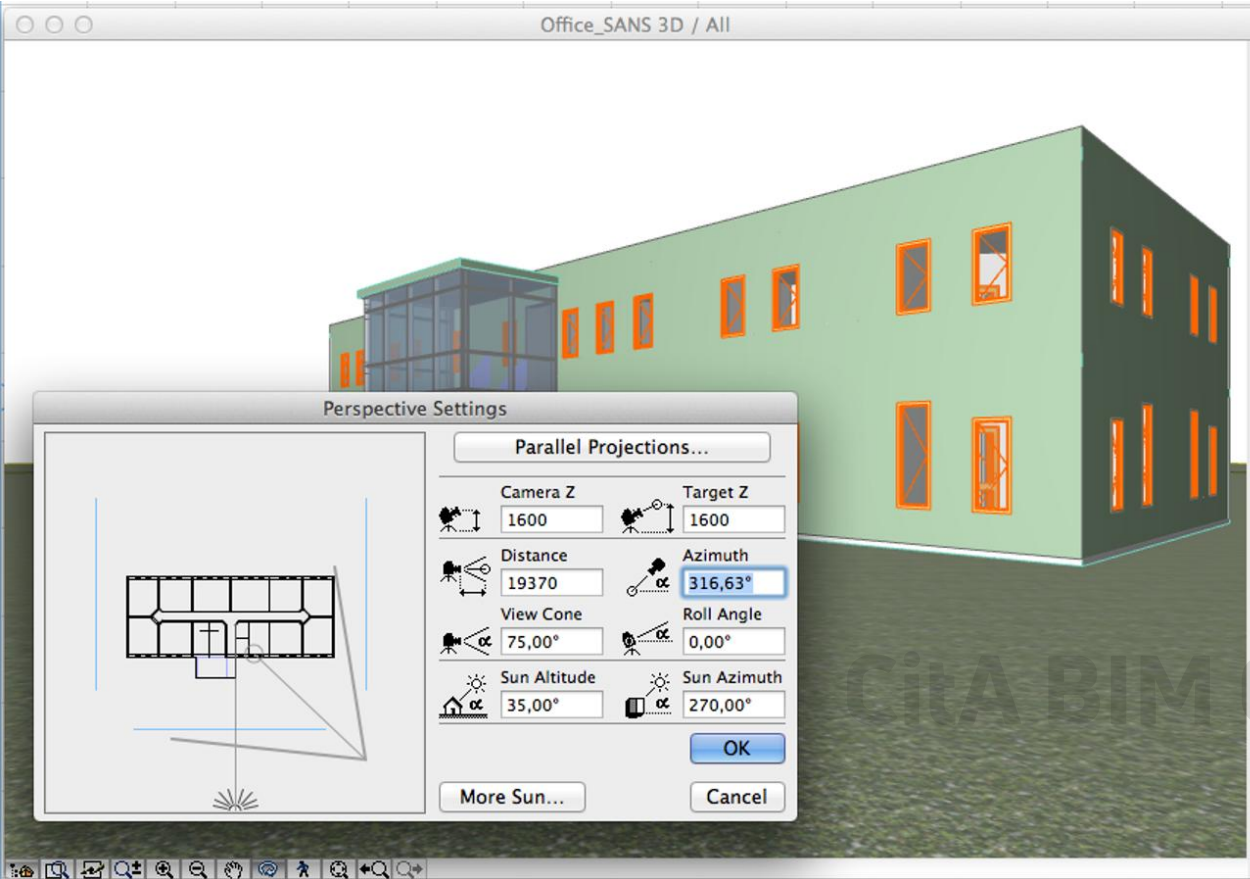 Office_SANS 3D / All
Perspective Settings
Parallel Projections...
Camera Z Target Z
1600 1600
Distance Azimuth
α
19370 316,63°
View Cone Roll Angle
α α
75,00° 0,00°
Sun Altitude Sun Azimuth
α α
35,00° 270,00°
CitA BIM
OK
More Sun... Cancel